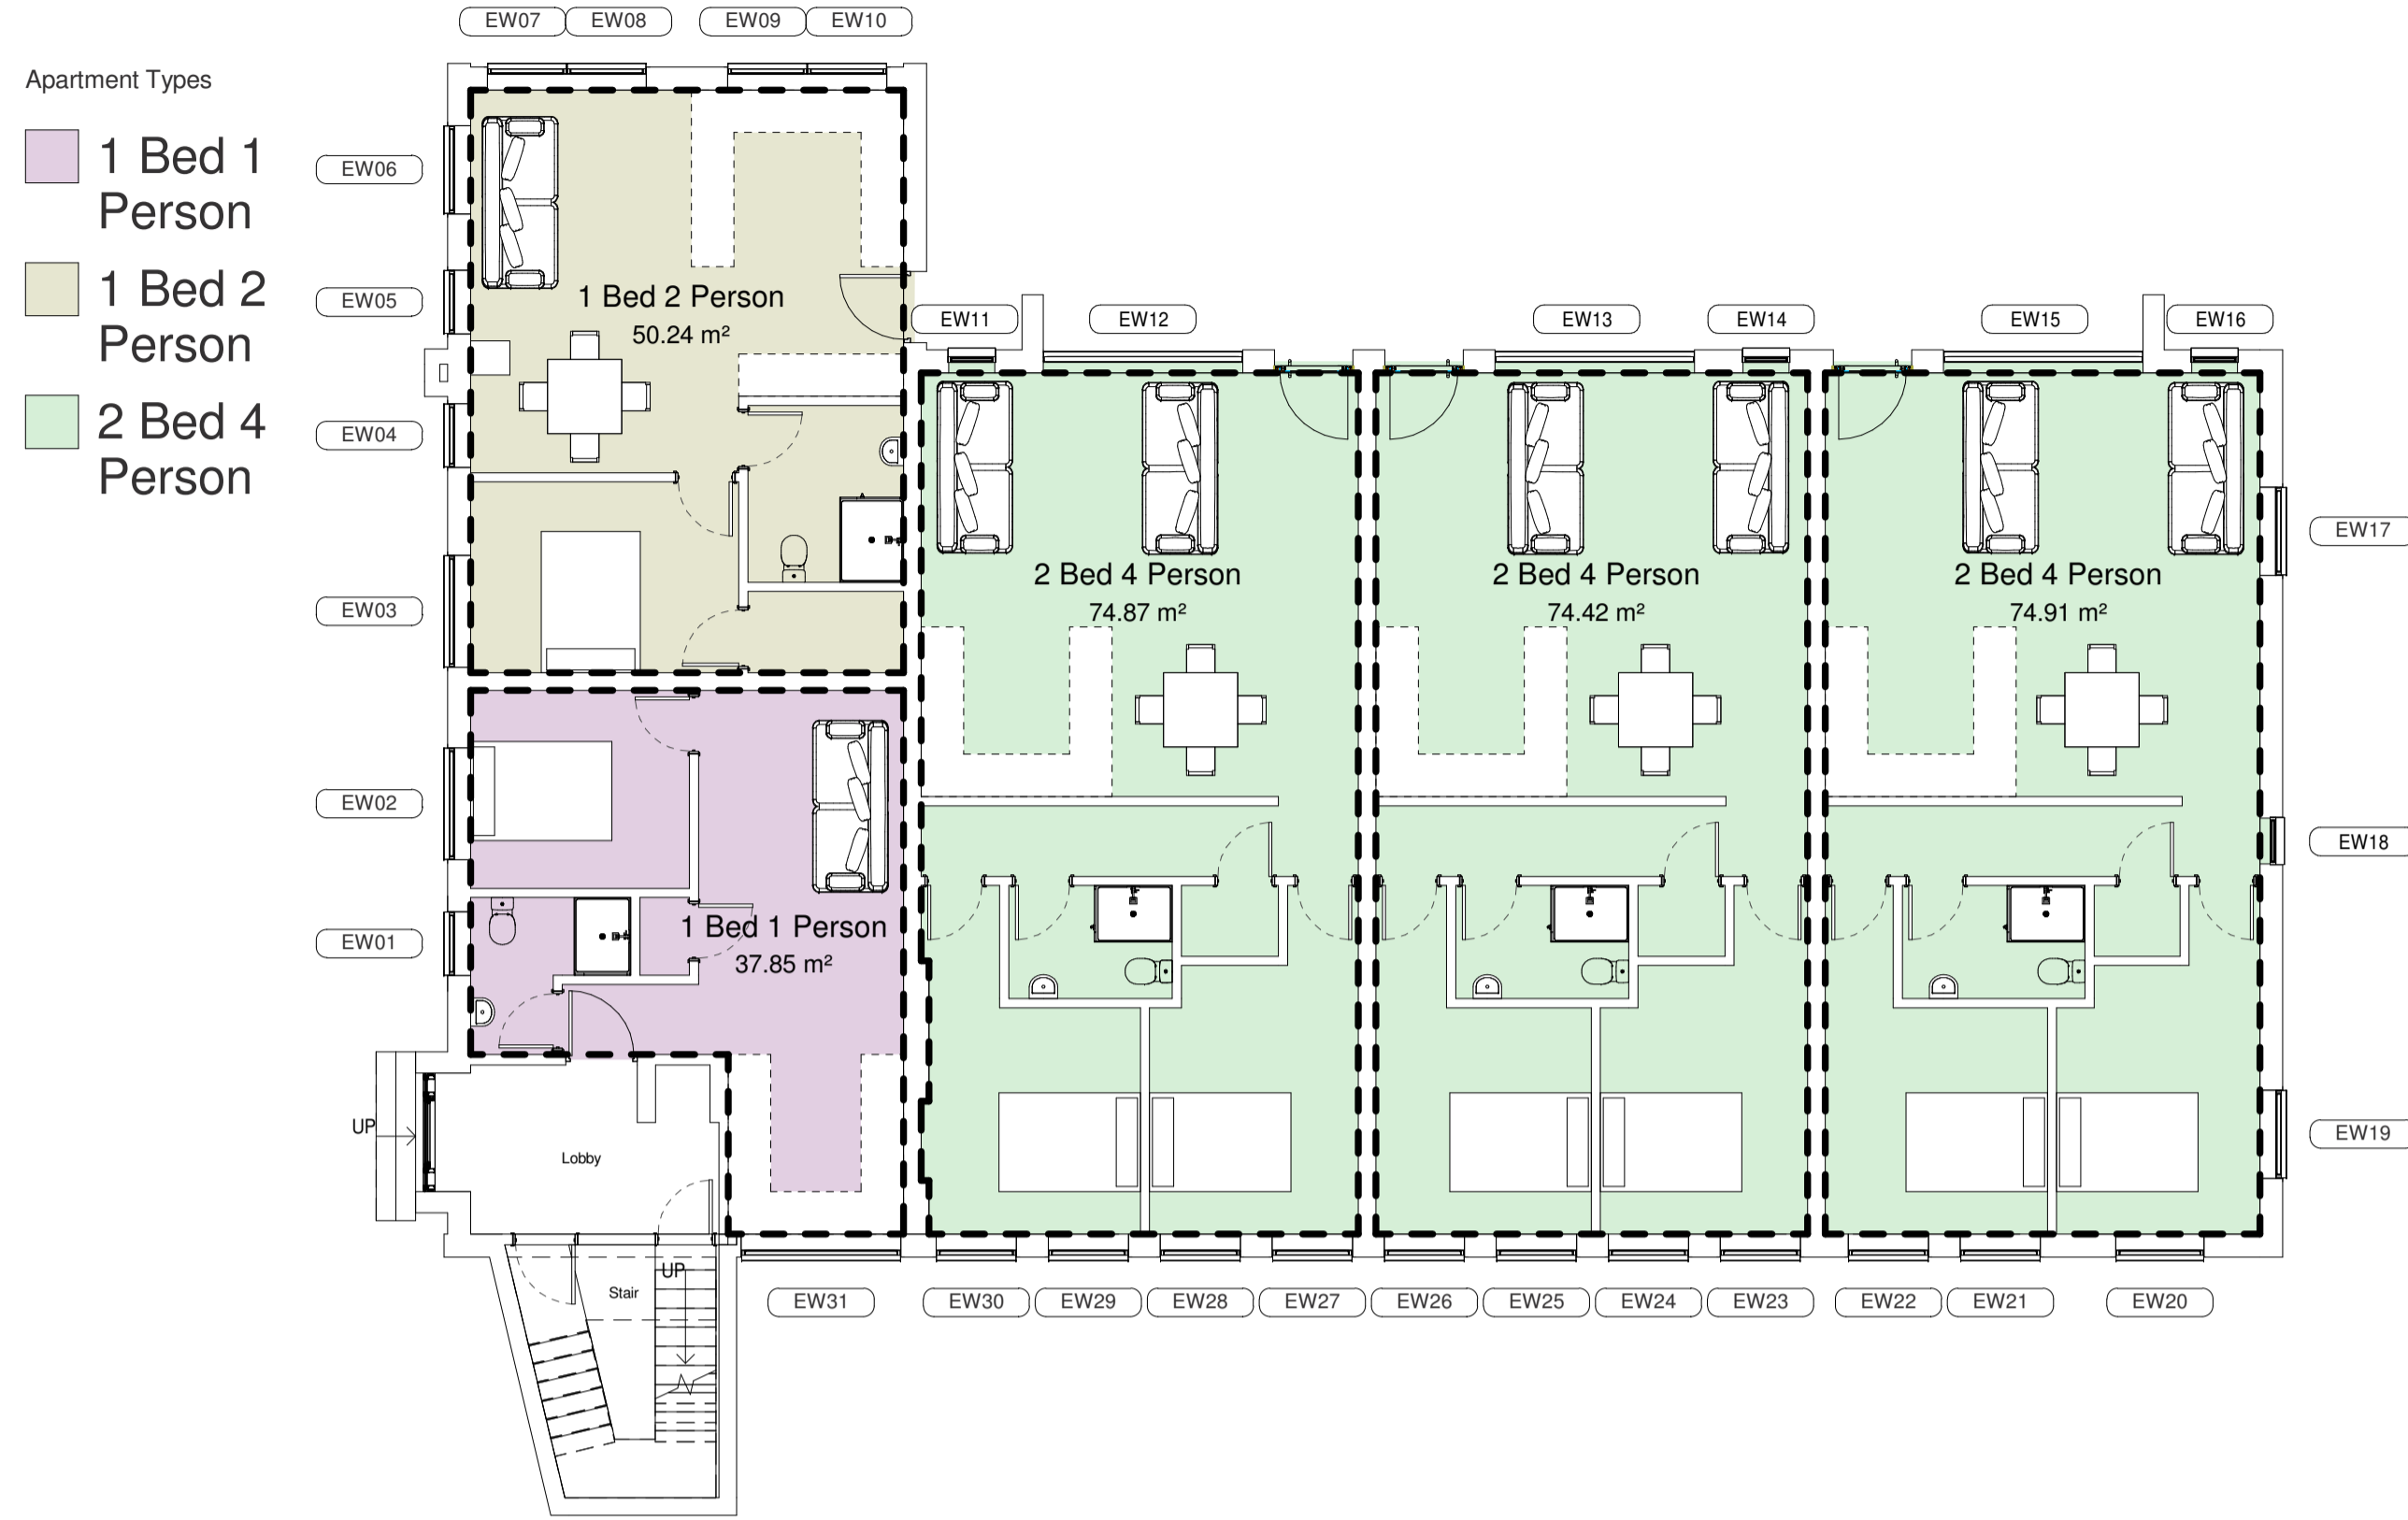 EW07 EW08 EW09 EW10
Apartment Types
1 Bed 1
Person
1 Bed 2
Person
2 Bed 4
Person
EW06
EW05
1 Bed 2 Person
50.24 m²
EW11 EW12 EW13 EW14 EW15 EW16
EW04
EW17
EW03
2 Bed 4 Person
74.87 m²
2 Bed 4 Person
74.42 m²
2 Bed 4 Person
74.91 m²
EW02
EW18
EW01
1 Bed 1 Person
37.85 m²
UP
Lobby
EW19
UP
Stair
EW31 EW30 EW29 EW28 EW27 EW26 EW25 EW24 EW23 EW22 EW21 EW20